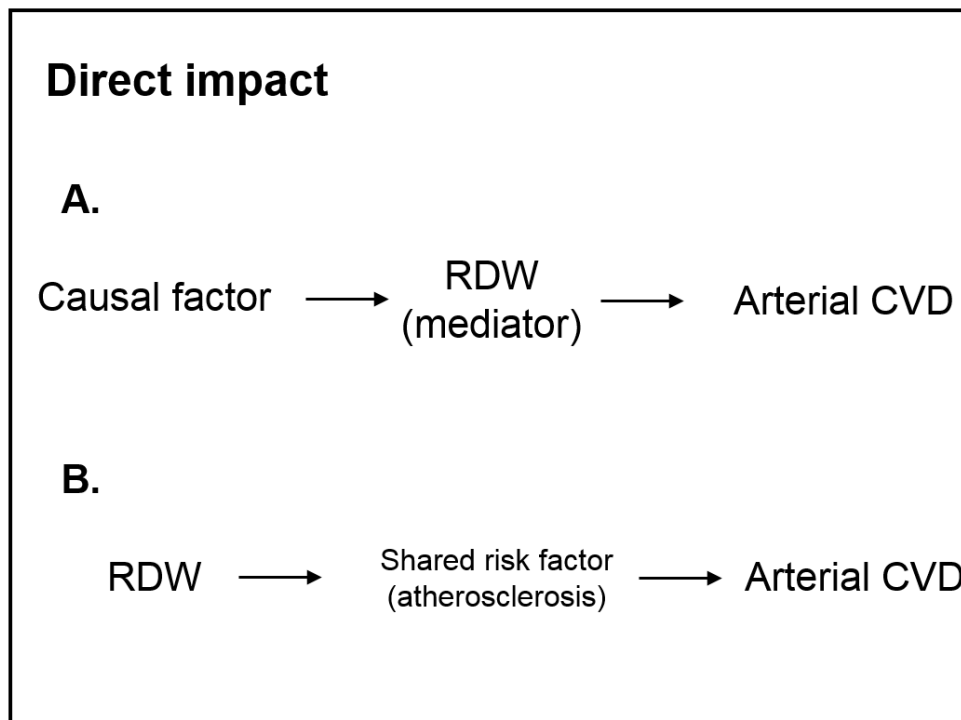 Direct impact
A.
Causal factor
RDW
(mediator)
Arterial CVD
B.
RDW
Shared risk factor
(atherosclerosis)
Arterial CVD